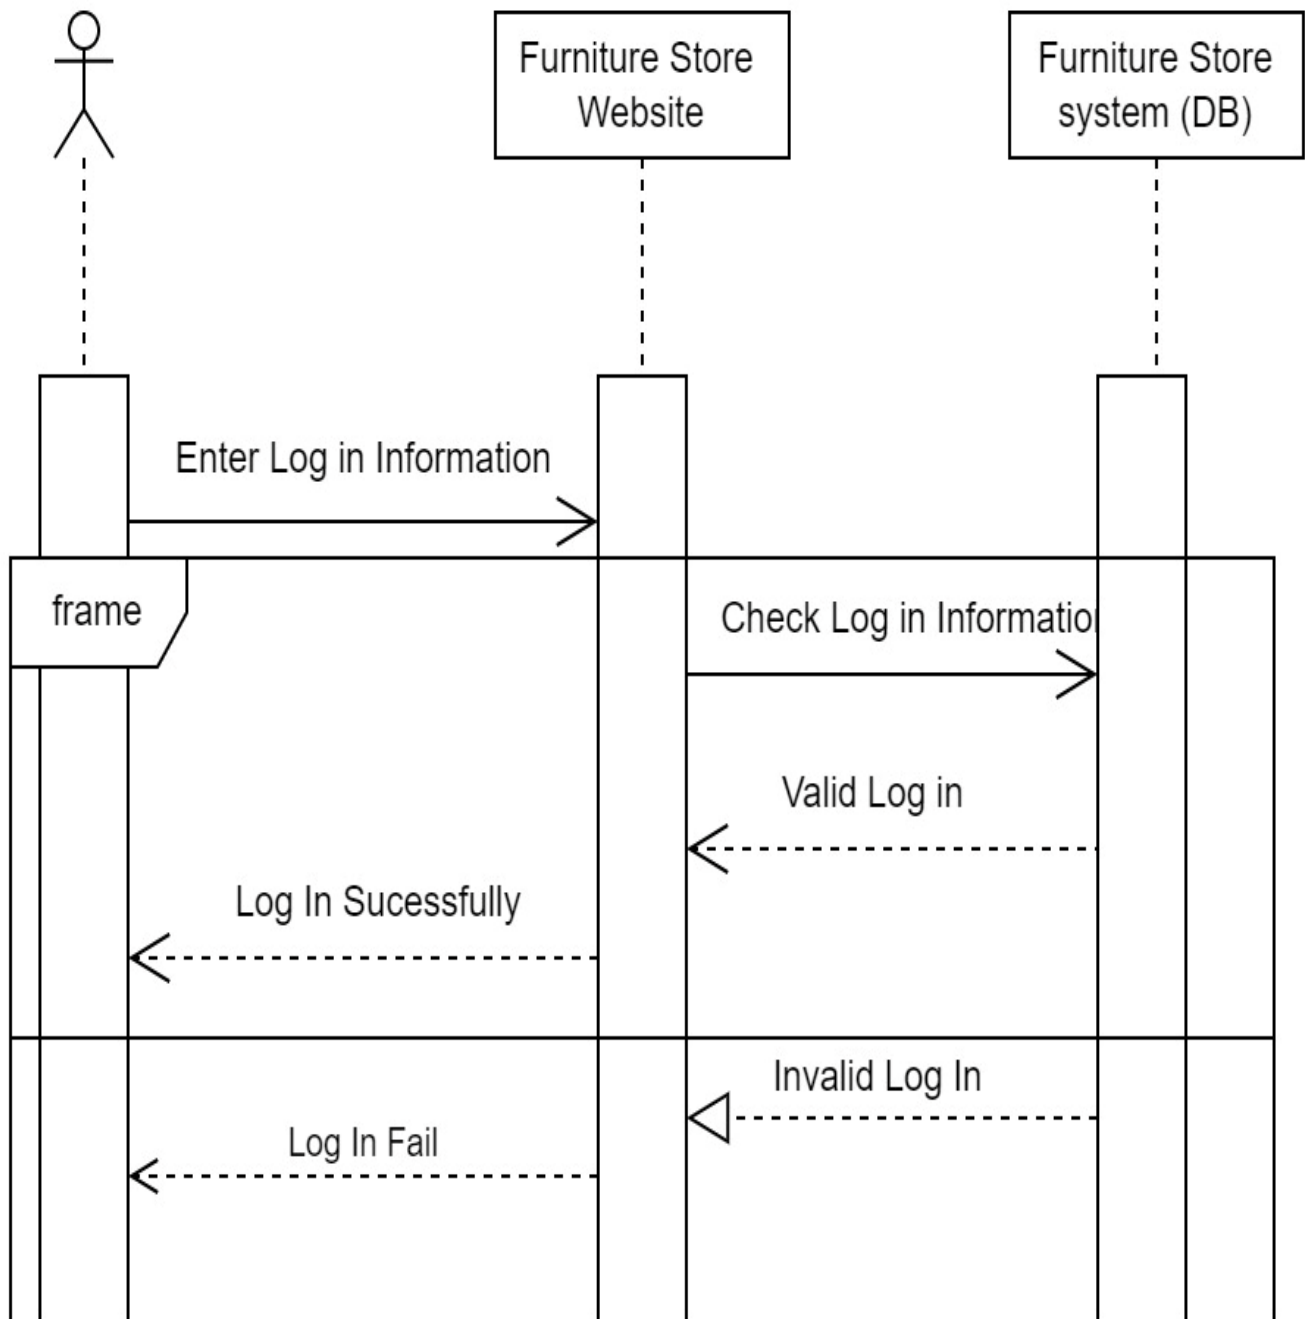 Furniture Store
Website
Furniture Store
system (DB)
Enter Log in Information
frame
Check Log in Information
Valid Log in
Log In Sucessfully
Invalid Log In
Log In Fail